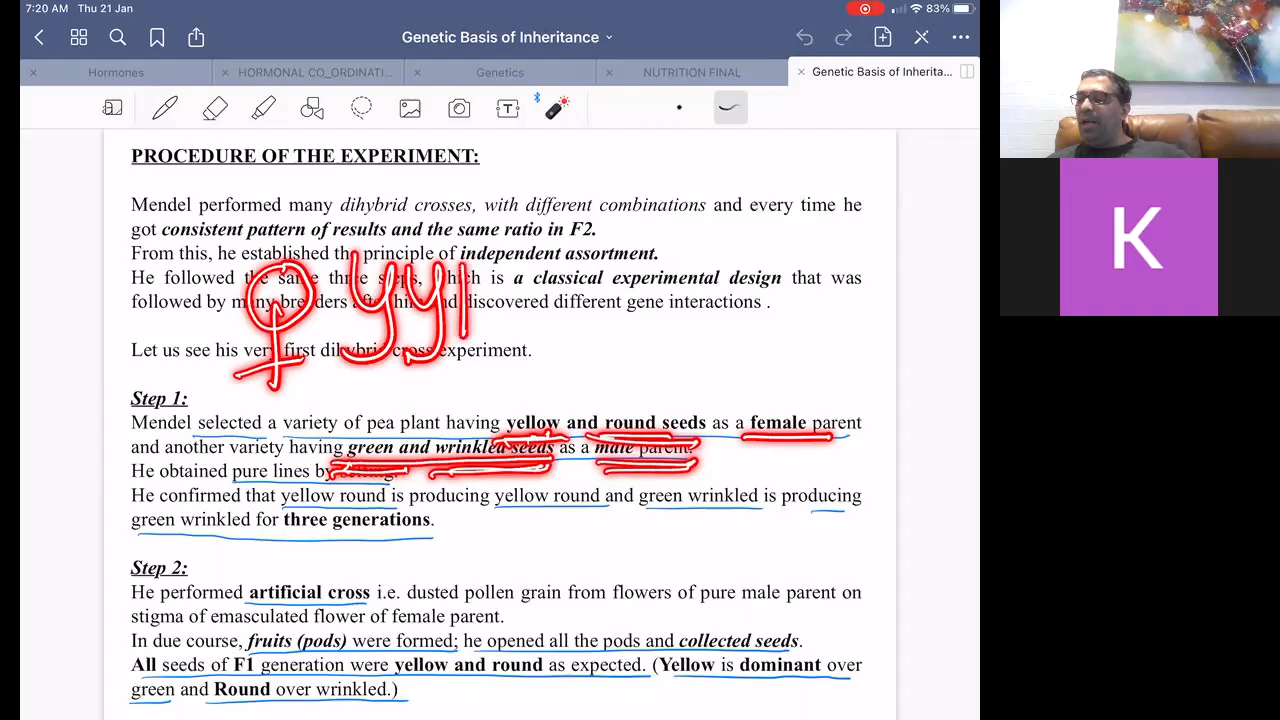 7:20 AM Thu 21 Jan
83%
Genetic Basis of Inheritance
Hormones
HORMONAL CO_ORDINATI...
Genetics
NUTRITION FINAL
Genetic Basis of Inherita...
T
PROCEDURE OF THE EXPERIMENT:
Mendel performed many dihybrid crosses, with different combinations and every time he
got consistent pattern of results and the same ratio in F2.
From this, he established the principle of independent assortment.
He followed the same three steps, which is a classical experimental design that was
followed by many breeders after him and discovered different gene interactions .
♀ YY
Let us see his very first dihybrid cross experiment.
Step 1:
Mendel selected a variety of pea plant having yellow and round seeds as a female parent
and another variety having green and wrinkled seeds as a male parent.
He obtained pure lines by selfing.
He confirmed that yellow round is producing yellow round and green wrinkled is producing
green wrinkled for three generations.
Step 2:
He performed artificial cross i.e. dusted pollen grain from flowers of pure male parent on
stigma of emasculated flower of female parent.
In due course, fruits (pods) were formed; he opened all the pods and collected seeds.
All seeds of F1 generation were yellow and round as expected. (Yellow is dominant over
green and Round over wrinkled.)
K